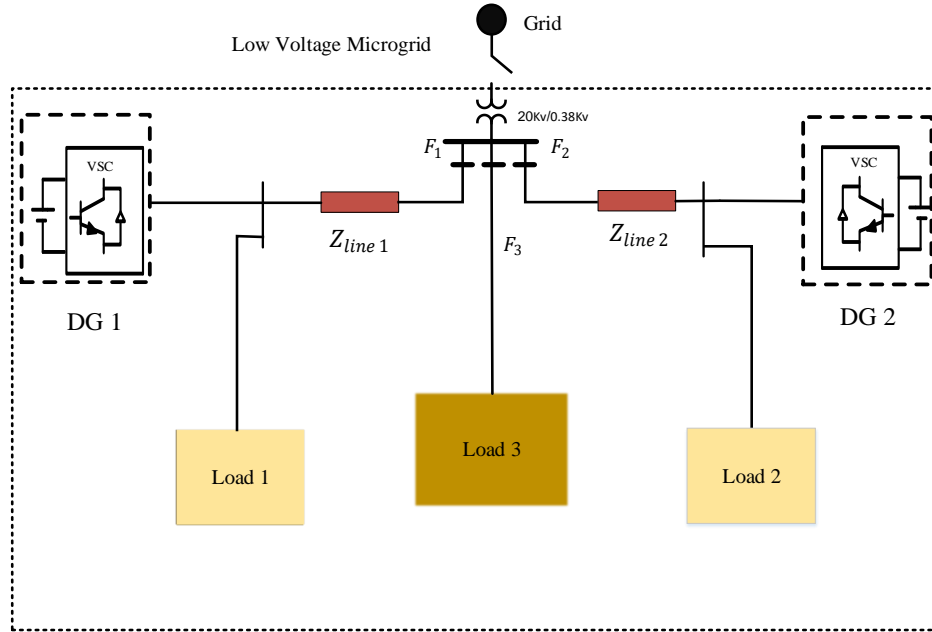 Grid
Low Voltage Microgrid
20Kv/0.38Kv
F1
F2
VSC
VSC
Zline 1
Zline 2
F3
DG 1
DG 2
Load 1
Load 3
Load 2